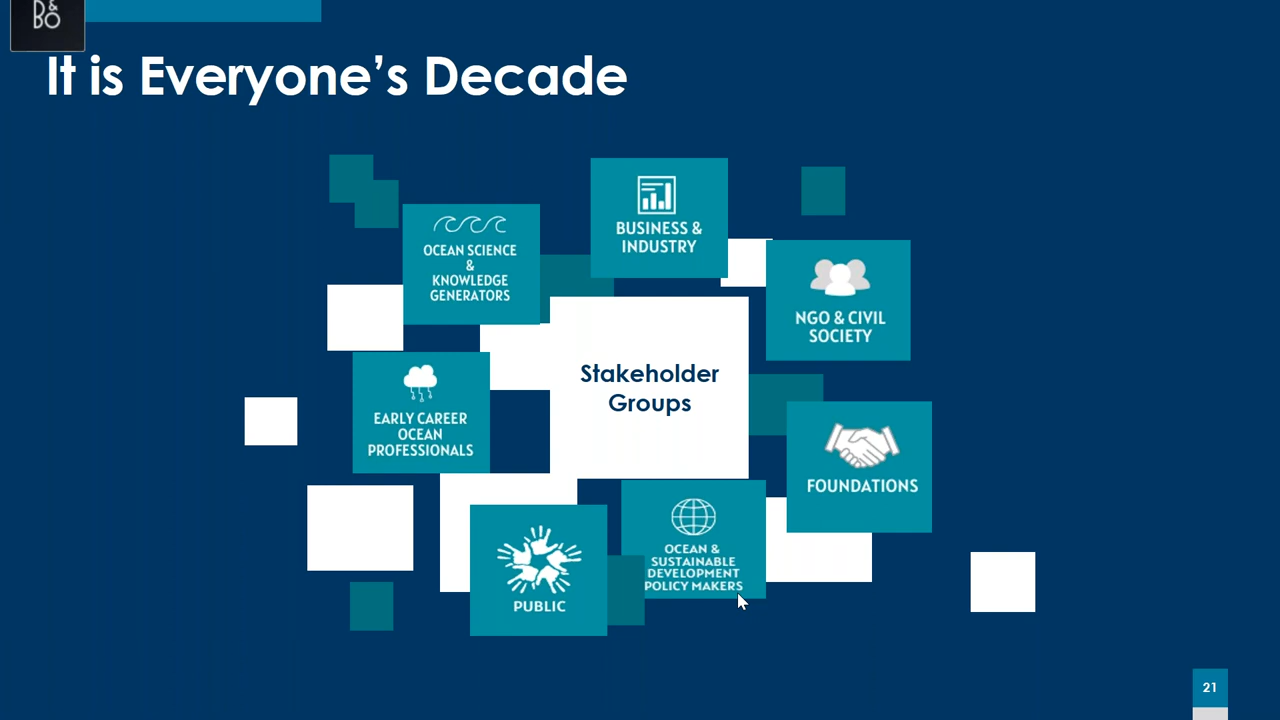 B&
BO
It is Everyone's Decade
BUSINESS &
INDUSTRY
OCEAN SCIENCE
&
KNOWLEDGE
GENERATORS
NGO & CIVIL
SOCIETY
Stakeholder
Groups
EARLY CAREER
OCEAN
PROFESSIONALS
FOUNDATIONS
OCEAN &
SUSTAINABLE
DEVELOPMENT
POLICY MAKERS
PUBLIC
21